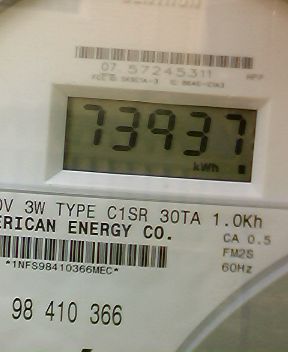 07 57245311
73937
kWh
0V 3W TYPE C1SR 30TA 1.0Kh
ERICAN ENERGY CO.
CA 0.5
FM2S
60Hz
*1NFS98410366MEC*
98 410 366